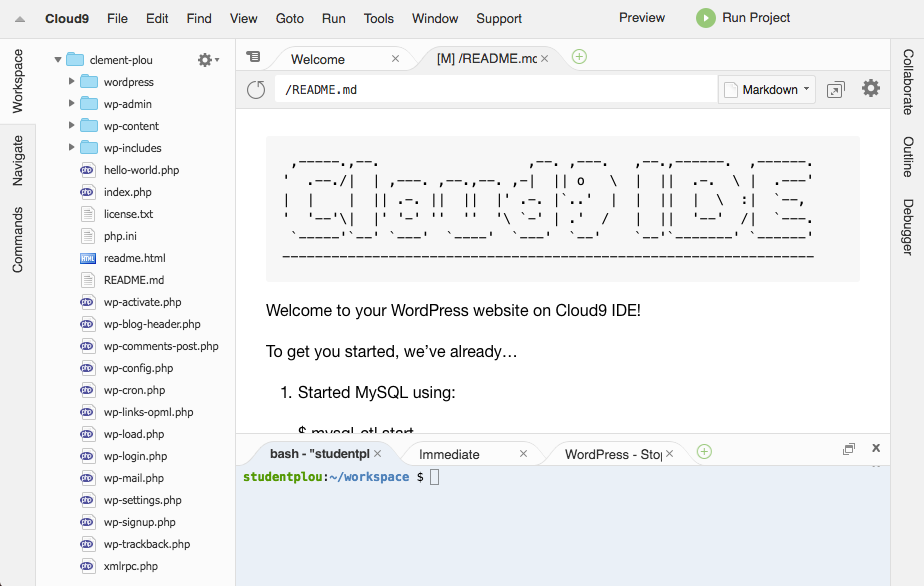 Cloud9 File Edit Find View Goto Run Tools Window Support Preview Run Project
Workspace
Navigate
Commands
clement-plou
wordpress
wp-admin
wp-content
wp-includes
hello-world.php
index.php
license.txt
php.ini
readme.html
README.md
wp-activate.php
wp-blog-header.php
wp-comments-post.php
wp-config.php
wp-cron.php
wp-links-opml.php
wp-load.php
wp-login.php
wp-mail.php
wp-settings.php
wp-signup.php
wp-trackback.php
xmlrpc.php
Welcome [M] /README.mc
/README.md Markdown
Cloud9 IDE
Welcome to your WordPress website on Cloud9 IDE!
To get you started, we’ve already…
1. Started MySQL using:
$ mysql-ctl start
bash - "studentpl Immediate WordPress - Stop
studentplou:~/workspace $
Collaborate
Outline
Debugger